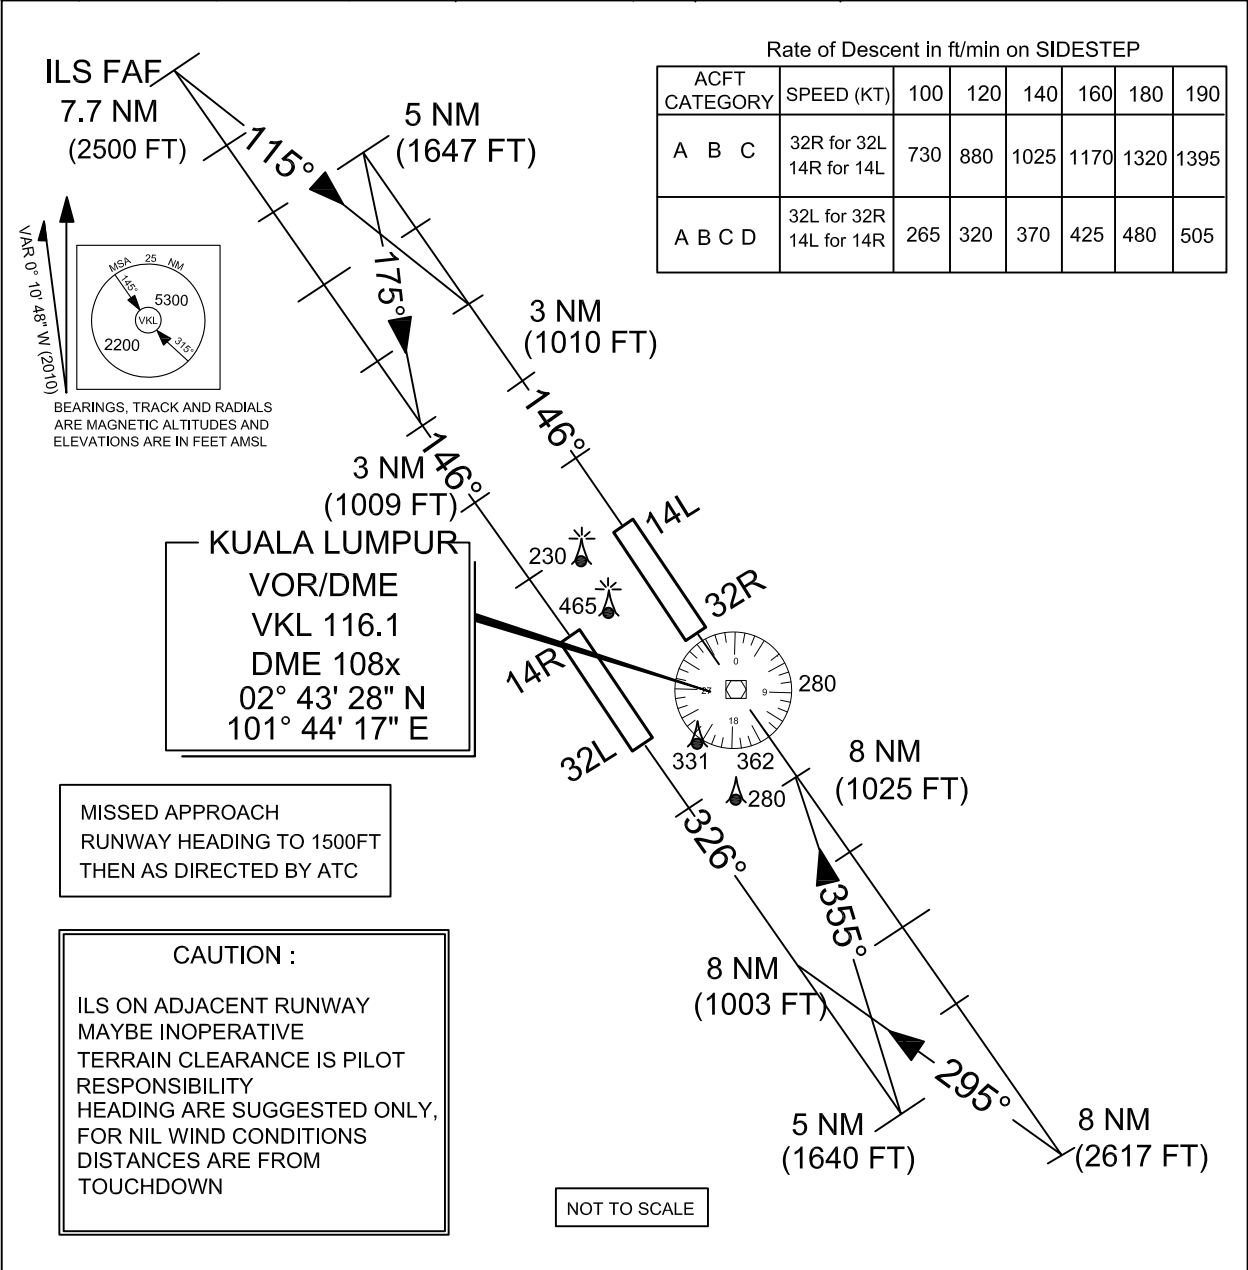 Rate of Descent in ft/min on SIDESTEP
ACFT CATEGORY SPEED (KT) 100 120 140 160 180 190
A B C 32R for 32L 14R for 14L 730 880 1025 1170 1320 1395
A B C D 32L for 32R 14L for 14R 265 320 370 425 480 505
ILS FAF
7.7 NM
(2500 FT)
115°
5 NM
(1647 FT)
175°
VAR 0° 10' 48" W (2010)
MSA 25 NM
145°
5300
VKL
2200
315°
BEARINGS, TRACK AND RADIALS
ARE MAGNETIC ALTITUDES AND
ELEVATIONS ARE IN FEET AMSL
3 NM
(1010 FT)
146°
146°
3 NM
(1009 FT)
14L
32R
230
465
14R
32L
KUALA LUMPUR
VOR/DME
VKL 116.1
DME 108x
02° 43' 28" N
101° 44' 17" E
0
9
18
27
280
331
362
280
8 NM
(1025 FT)
326°
355°
8 NM
(1003 FT)
295°
5 NM
(1640 FT)
8 NM
(2617 FT)
MISSED APPROACH
RUNWAY HEADING TO 1500FT
THEN AS DIRECTED BY ATC
CAUTION :
ILS ON ADJACENT RUNWAY
MAYBE INOPERATIVE
TERRAIN CLEARANCE IS PILOT
RESPONSIBILITY
HEADING ARE SUGGESTED ONLY,
FOR NIL WIND CONDITIONS
DISTANCES ARE FROM
TOUCHDOWN
NOT TO SCALE